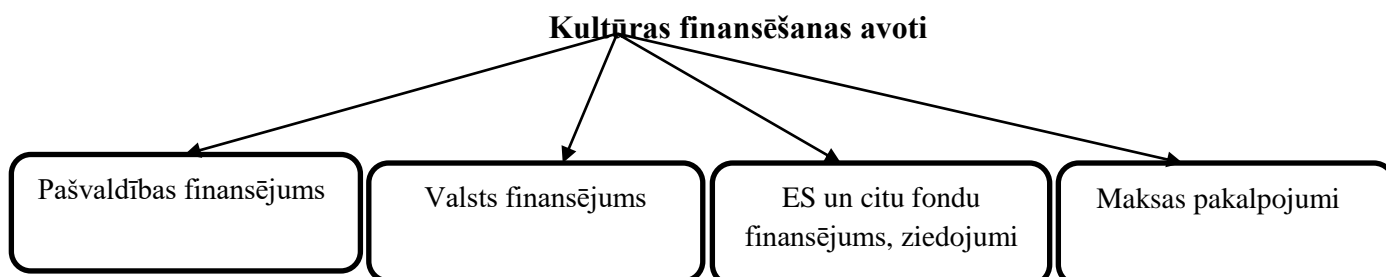 Kultūras finansēšanas avoti
Pašvaldības finansējums
Valsts finansējums
ES un citu fondu
finansējums, ziedojumi
Maksas pakalpojumi